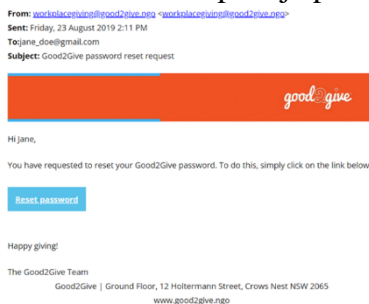 From: workplacegiving@good2give.ngo <workplacegiving@good2give.ngo>
Sent: Friday, 23 August 2019 2:11 PM
To:jane_doe@gmail.com
Subject: Good2Give password reset request
good2give
Hi Jane,
You have requested to reset your Good2Give password. To do this, simply click on the link below
Reset password
Happy giving!
The Good2Give Team
Good2Give | Ground Floor, 12 Holtermann Street, Crows Nest NSW 2065
www.good2give.ngo